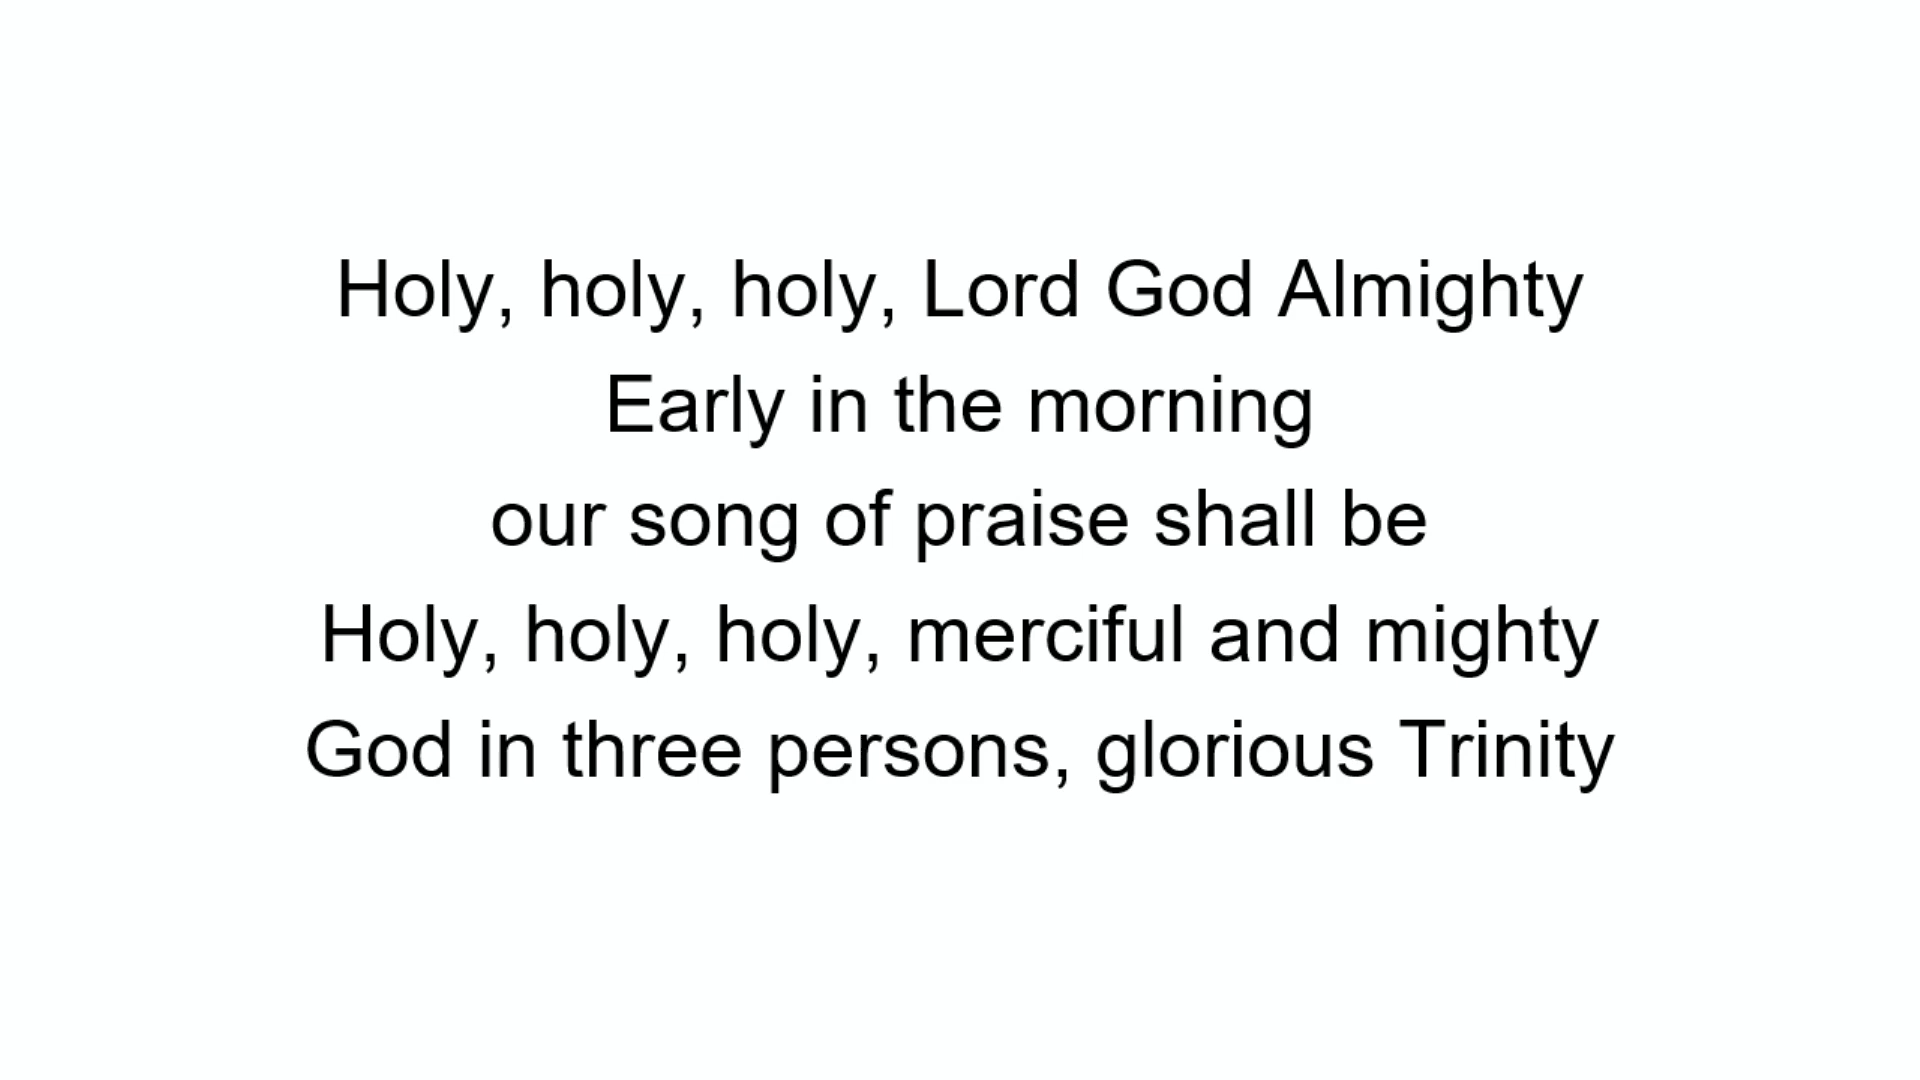 Holy, holy, holy, Lord God Almighty
Early in the morning
our song of praise shall be
Holy, holy, holy, merciful and mighty
God in three persons, glorious Trinity